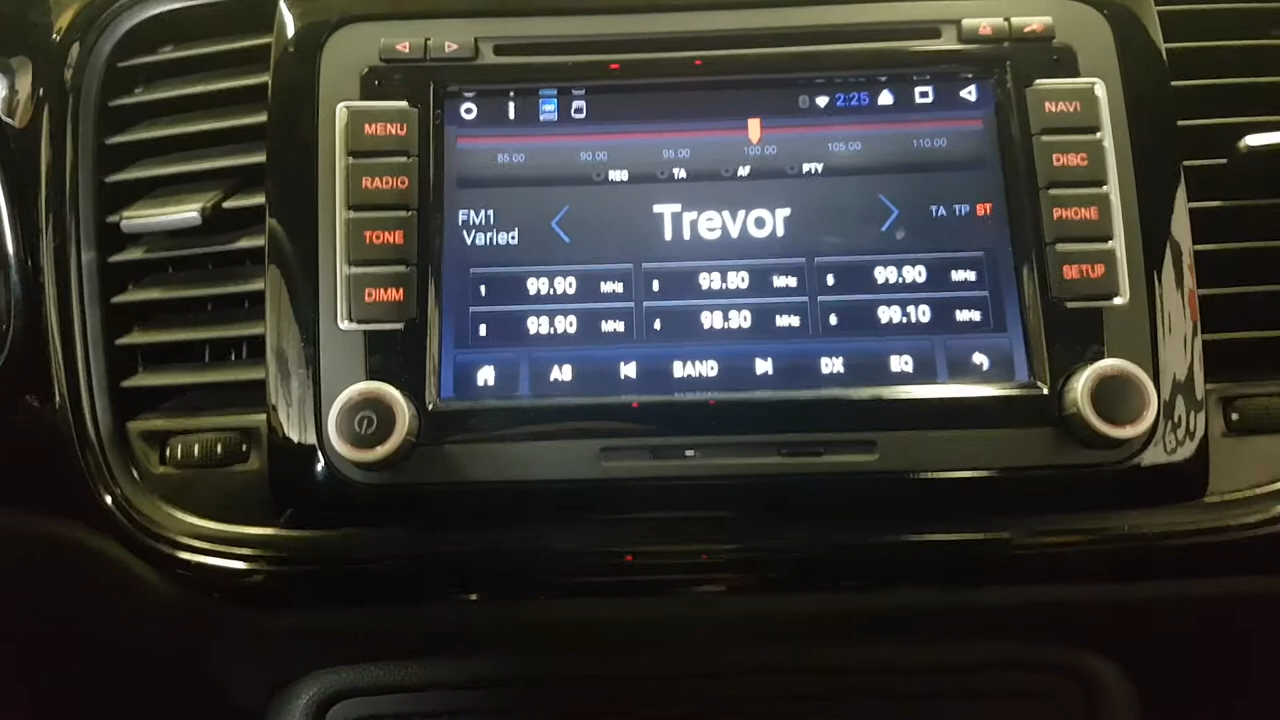 2:25
85.00 90.00 95.00 100.00 105.00 110.00
REG TA AF PTY
MENU
RADIO
TONE
DIMM
FM1
Varied
Trevor
TA TP ST
1 99.90 MHz
3 93.50 MHz
5 99.90 MHz
93.90 MHz
4 98.30 MHz
6 99.10 MHz
BAND
DX
EQ
NAVI
DISC
PHONE
SETUP